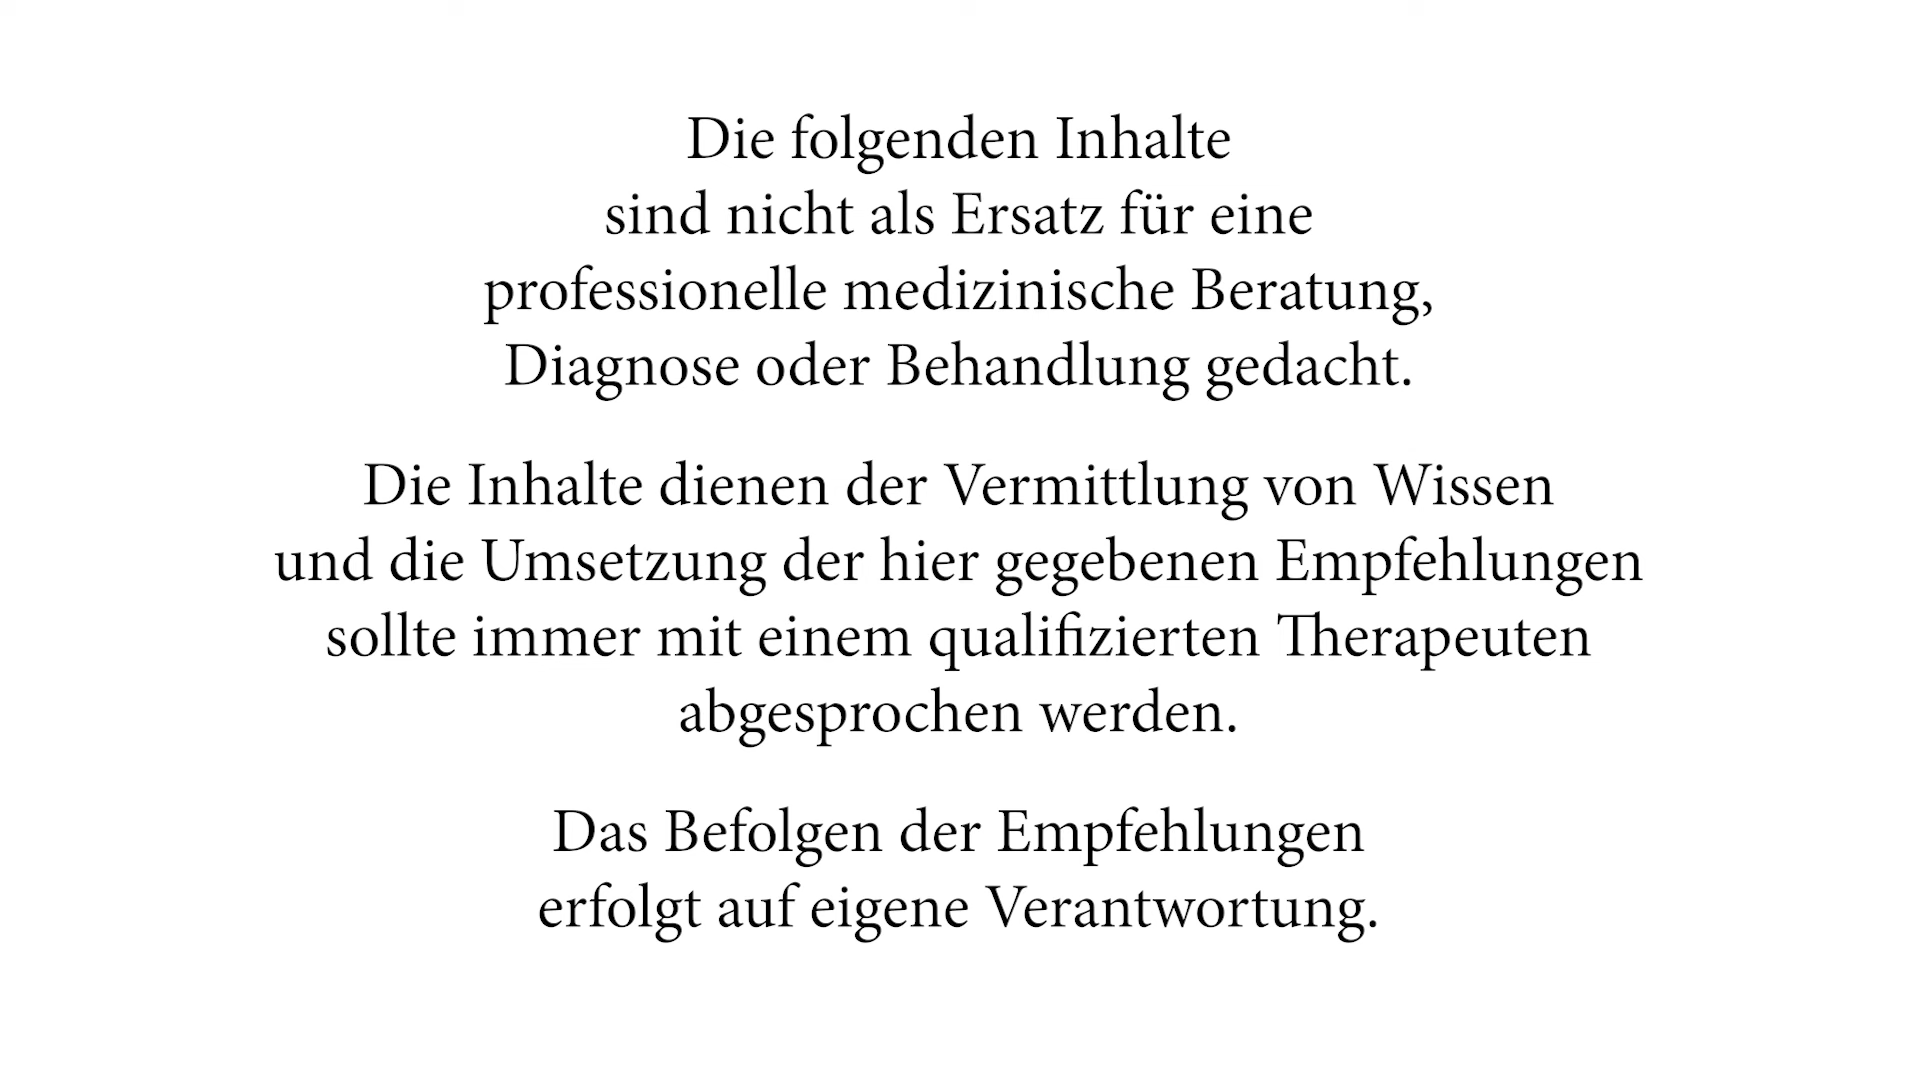 Die folgenden Inhalte
sind nicht als Ersatz für eine
professionelle medizinische Beratung,
Diagnose oder Behandlung gedacht.
Die Inhalte dienen der Vermittlung von Wissen
und die Umsetzung der hier gegebenen Empfehlungen
sollte immer mit einem qualifizierten Therapeuten
abgesprochen werden.
Das Befolgen der Empfehlungen
erfolgt auf eigene Verantwortung.